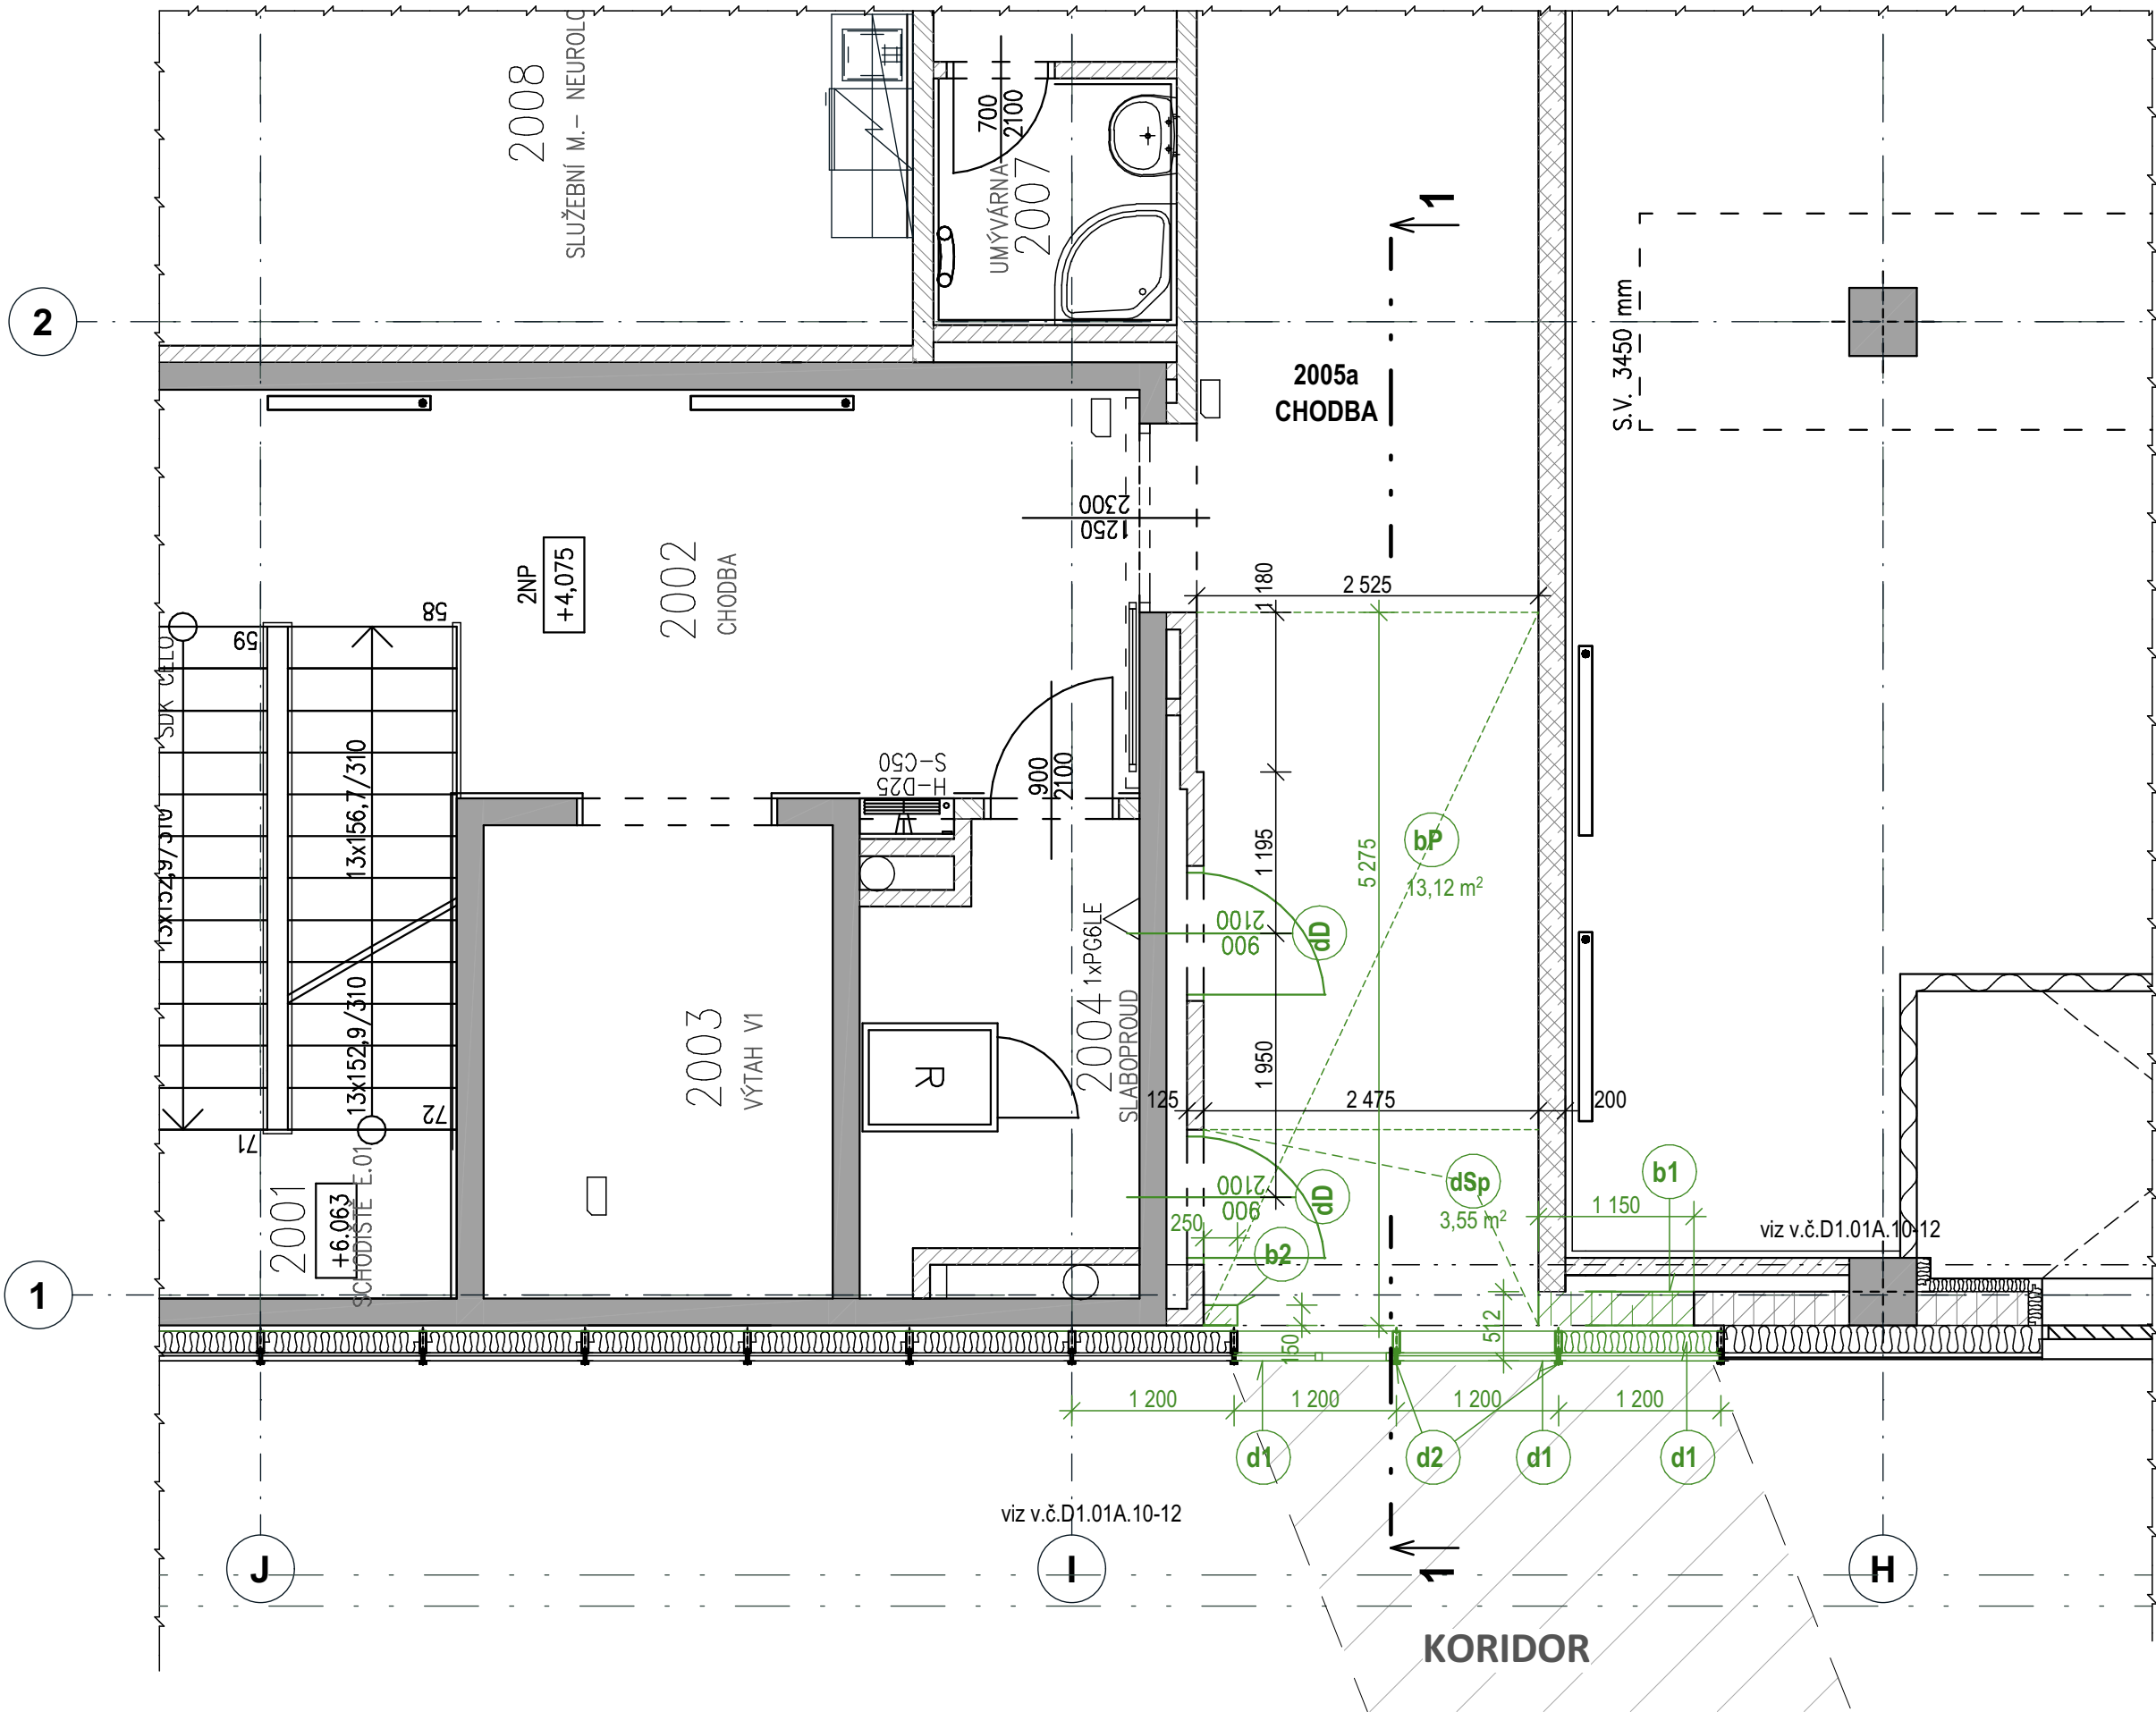 2008
SLUŽEBNÍ M.– NEUROLO
700
2100
UMÝVÁRNA
2007
1
2
S.V. 3450 mm
2005a
CHODBA
2300
1250
2NP
+4,075
2002
CHODBA
1 180
2 525
58
59
SDK ČELO
13x156,7/310
13x152,9/310
13x152,9/310
H–D25
S–C50
900
2100
1 195
5 275
bP
13,12 m²
2100
900
dD
1xPG6LE
2004
SLABOPROUD
2003
VÝTAH V1
R
1 950
125
2 475
200
72
71
2001
+6.063
SCHODIŠTĚ E.01
2100
900
dD
dSp
3,55 m²
b1
1 150
viz v.č.D1.01A.10-12
250
b2
1
150
512
1 200
1 200
1 200
1 200
d1
d2
d1
d1
viz v.č.D1.01A.10-12
J
I
1
H
KORIDOR